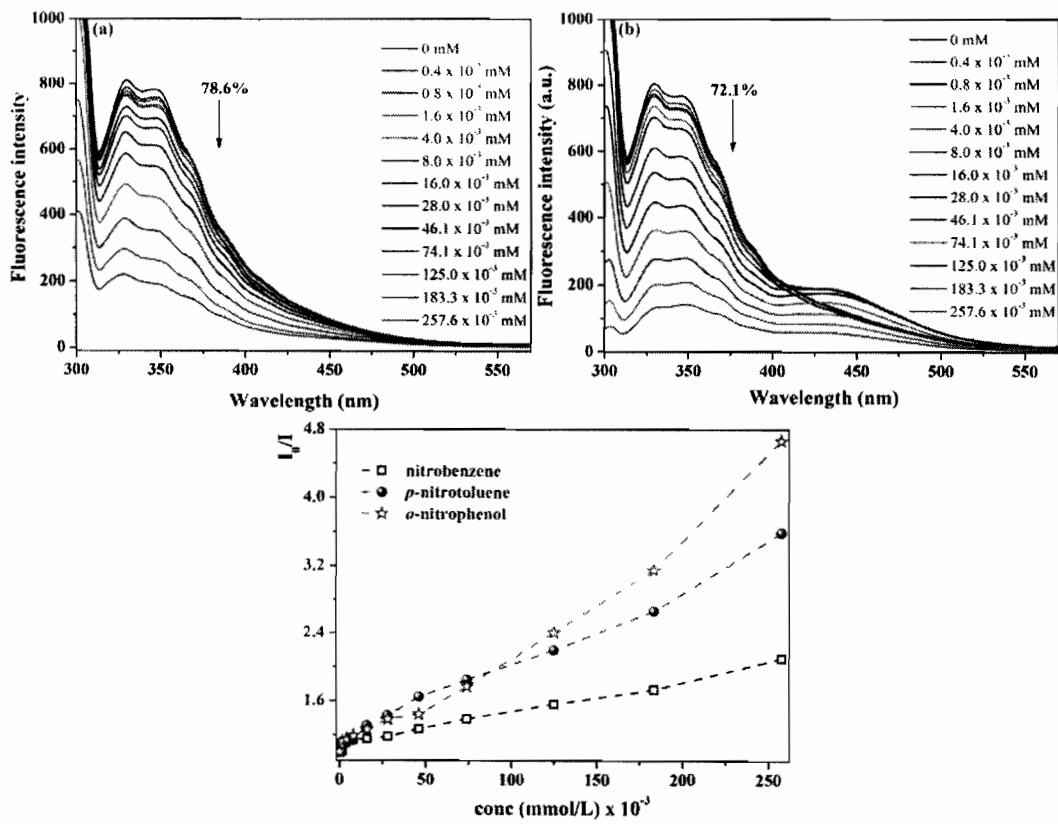 (a)
1000
800
600
400
200
0
Fluorescence intensity
78.6%
0 mM
0.4 x 10⁻³ mM
0.8 x 10⁻³ mM
1.6 x 10⁻³ mM
4.0 x 10⁻³ mM
8.0 x 10⁻³ mM
16.0 x 10⁻³ mM
28.0 x 10⁻³ mM
46.1 x 10⁻³ mM
74.1 x 10⁻³ mM
125.0 x 10⁻³ mM
183.3 x 10⁻³ mM
257.6 x 10⁻³ mM
300 350 400 450 500 550
Wavelength (nm)
(b)
1000
800
600
400
200
0
Fluorescence intensity (a.u.)
72.1%
0 mM
0.4 x 10⁻³ mM
0.8 x 10⁻³ mM
1.6 x 10⁻³ mM
4.0 x 10⁻³ mM
8.0 x 10⁻³ mM
16.0 x 10⁻³ mM
28.0 x 10⁻³ mM
46.1 x 10⁻³ mM
74.1 x 10⁻³ mM
125.0 x 10⁻³ mM
183.3 x 10⁻³ mM
257.6 x 10⁻³ mM
300 350 400 450 500 550
Wavelength (nm)
I₀/I
4.8
4.0
3.2
2.4
1.6
nitrobenzene
p-nitrotoluene
o-nitrophenol
0 50 100 150 200 250
conc (mmol/L) x 10⁻³